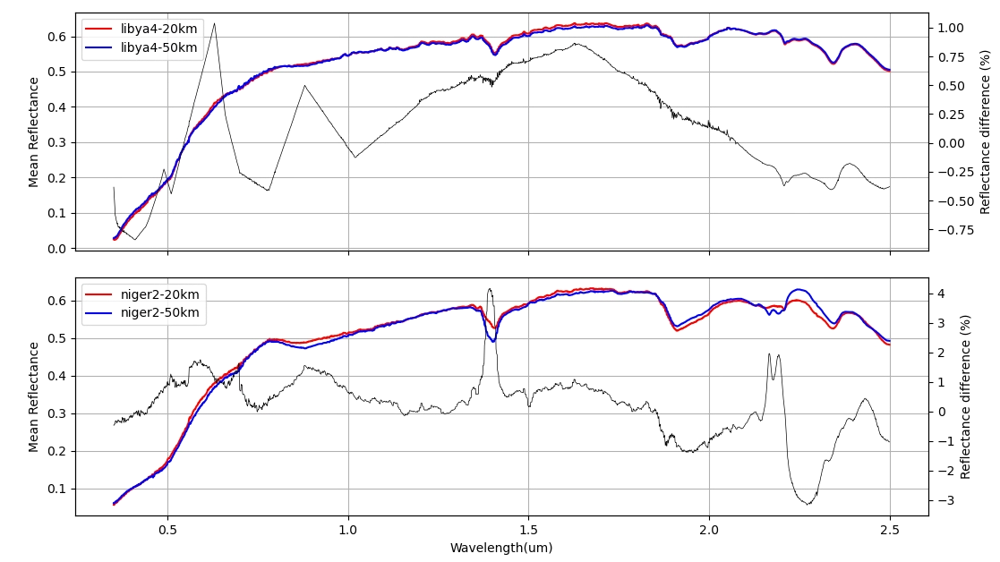 libya4-20km
libya4-50km
0.6
0.5
0.4
0.3
0.2
0.1
0.0
Mean Reflectance
1.00
0.75
0.50
0.25
0.00
−0.25
−0.50
−0.75
Reflectance difference (%)
niger2-20km
niger2-50km
0.6
0.5
0.4
0.3
0.2
0.1
Mean Reflectance
4
3
2
1
0
−1
−2
−3
Reflectance difference (%)
0.5 1.0 1.5 2.0 2.5
Wavelength(um)